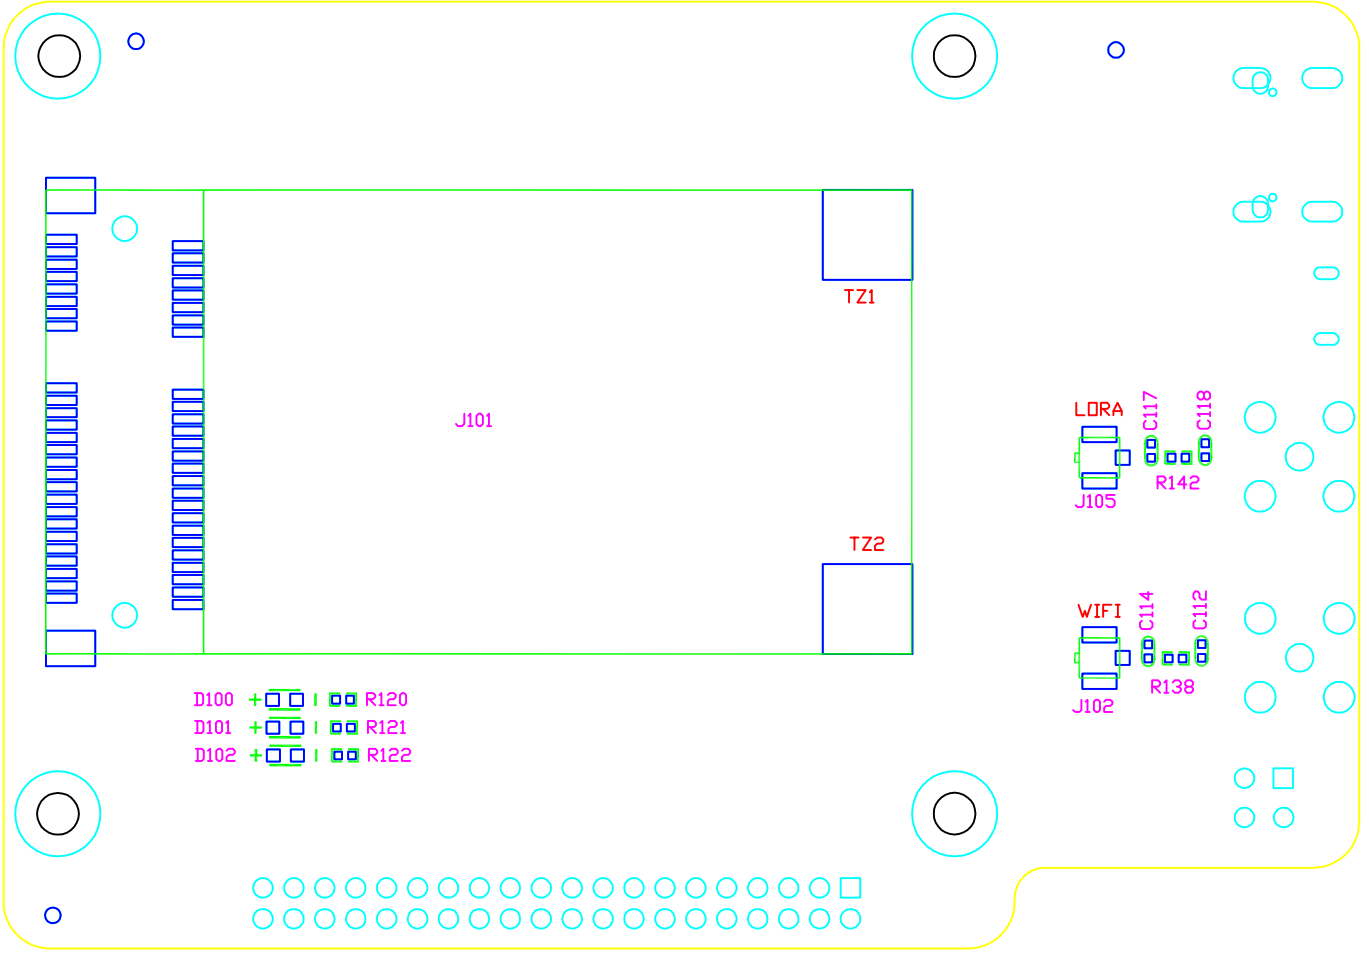 TZ1
C117
C118
LORA
J101
R142
J105
TZ2
C114
C112
WIFI
R138
J102
D100 + | R120
D101 + | R121
D102 + | R122